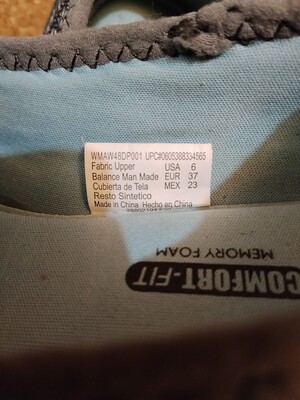 WMAW48DP001 UPC#0605388334565
Fabric Upper USA 6
Balance Man Made EUR 37
Cubierta de Tela MEX 23
Resto Sintetico
Made in China Hecho en China
MEMORY FOAM
COMFORT-FIT